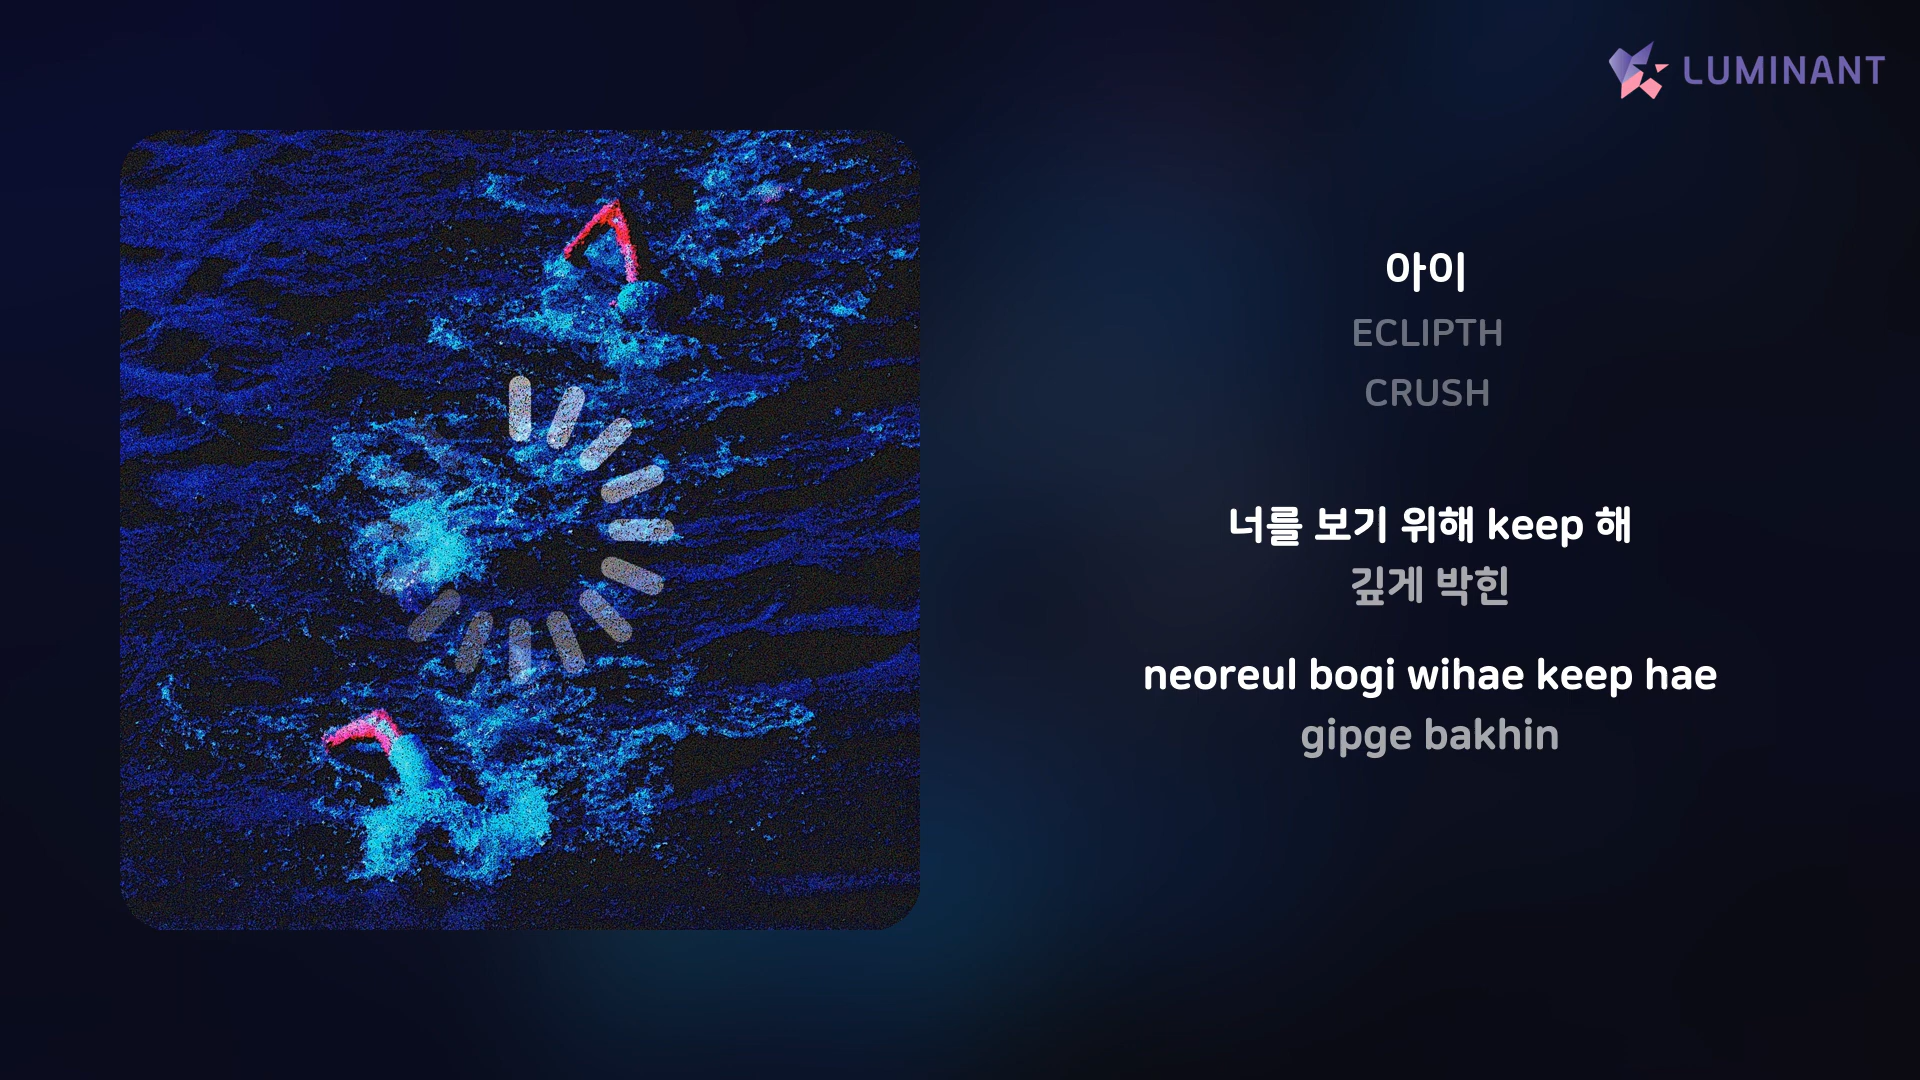 LUMINANT
아이
ECLIPTH
CRUSH
너를 보기 위해 keep 해
깊게 박힌
neoreul bogi wihae keep hae
gipge bakhin